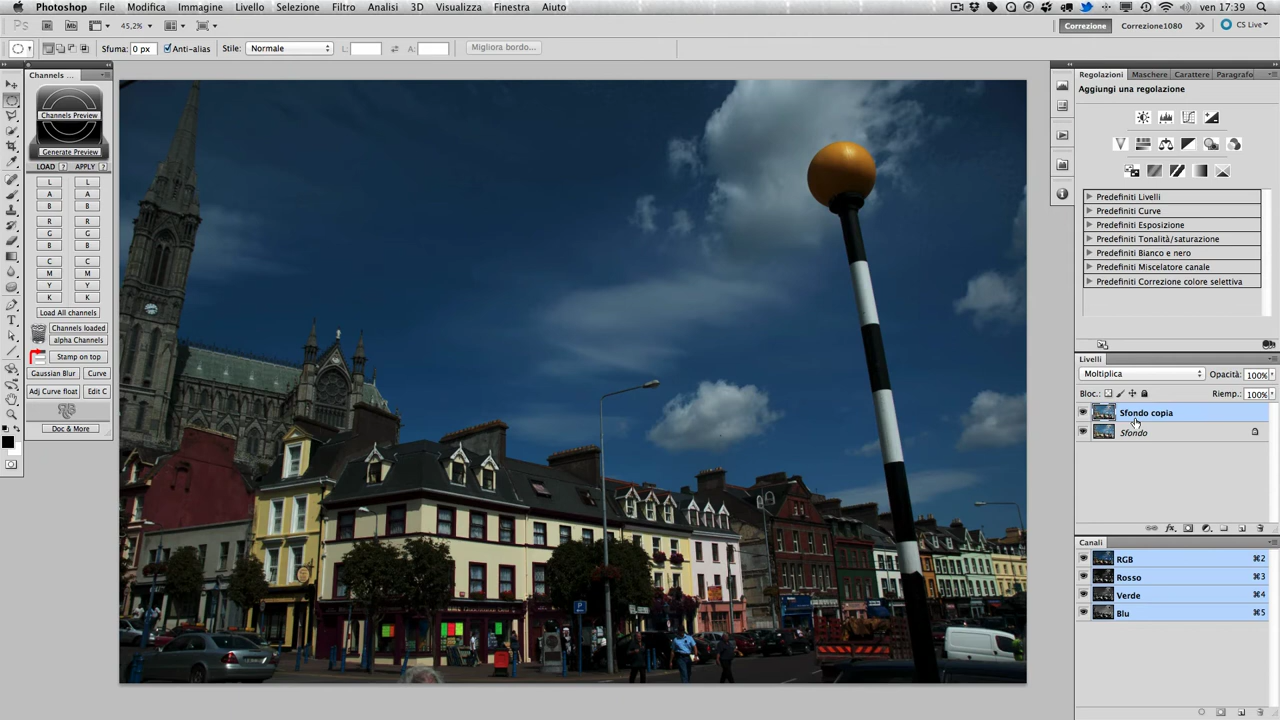 Photoshop File Modifica Immagine Livello Selezione Filtro Analisi 3D Visualizza Finestra Aiuto ven 17:39
Ps Br Mb 45,2% Correzione Correzione1080 CS Live
Sfuma: 0 px Anti-alias Stile: Normale L: A: Migliora bordo...
Channels ...
Channels Preview
Generate Preview
LOAD ? APPLY ?
L L
A A
B B
R R
G G
B B
C C
M M
Y Y
K K
Load All channels
Channels loaded
alpha Channels
Stamp on top
Gaussian Blur Curve
Adj Curve float Edit C
Doc & More
Regolazioni Maschere Carattere Paragrafo
Aggiungi una regolazione
Predefiniti Livelli
Predefiniti Curve
Predefiniti Esposizione
Predefiniti Tonalità/saturazione
Predefiniti Bianco e nero
Predefiniti Miscelatore canale
Predefiniti Correzione colore selettiva
Livelli
Moltiplica Opacità: 100%
Bloc.: Riemp.: 100%
Sfondo copia
Sfondo
Canali
RGB ⌘2
Rosso ⌘3
Verde ⌘4
Blu ⌘5
P